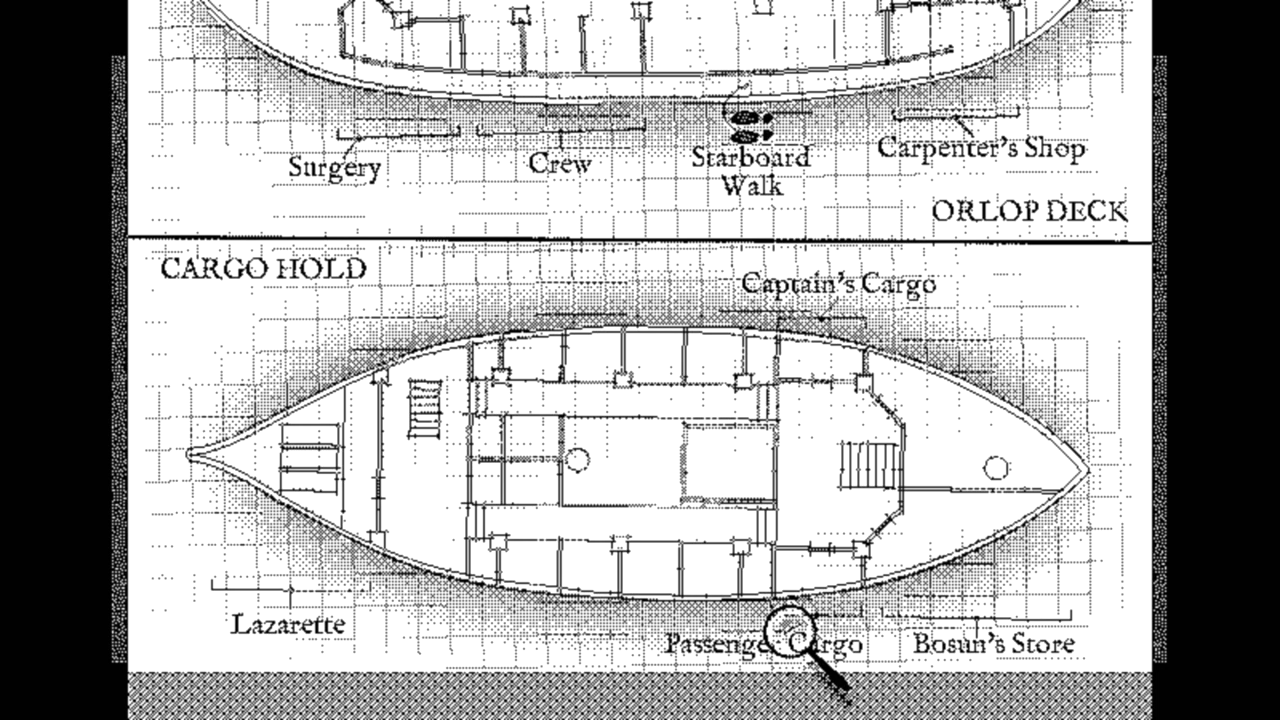 Surgery
Crew
Starboard
Walk
Carpenter's Shop
ORLOP DECK
CARGO HOLD
Captain's Cargo
Lazarette
Passenger Cargo
Bosun's Store